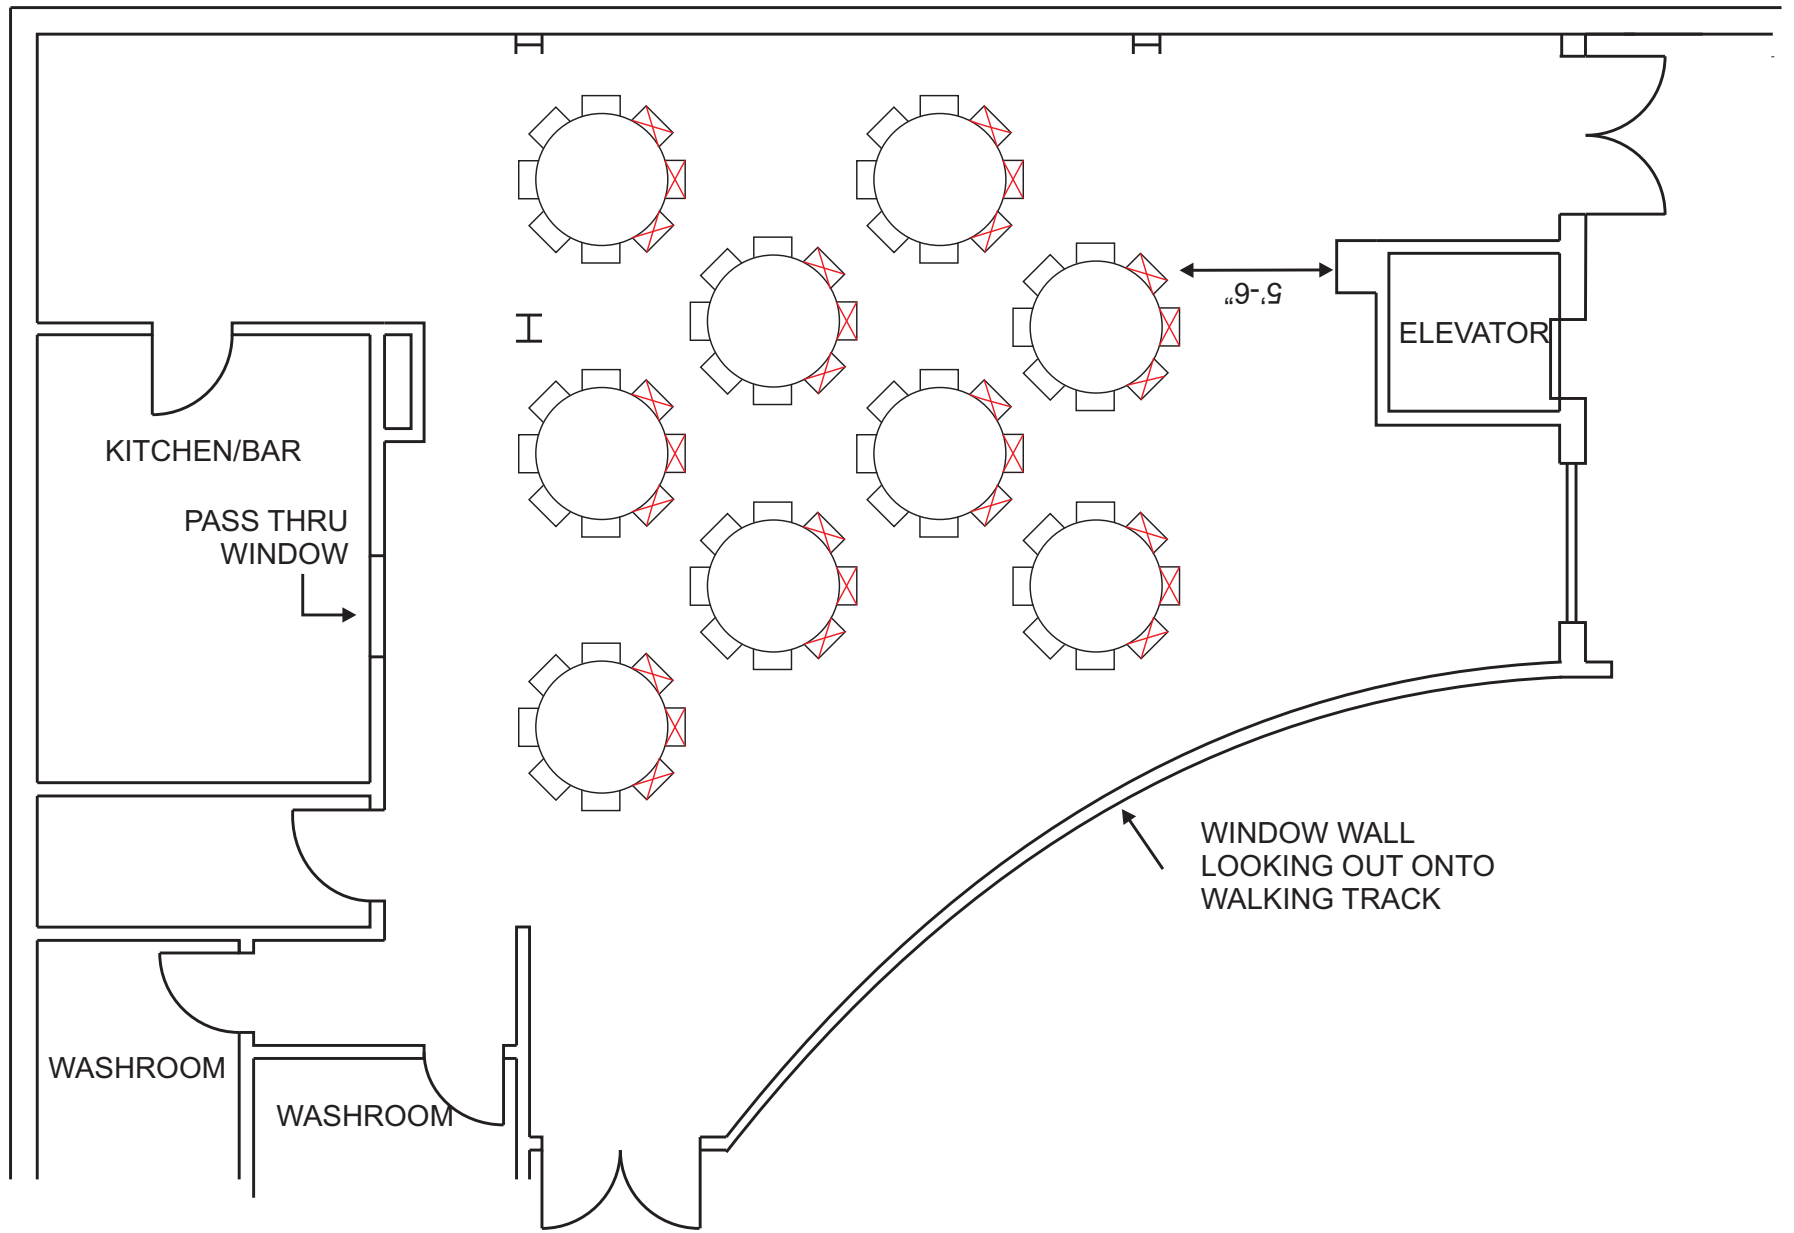 5'-6"
ELEVATOR
KITCHEN/BAR
PASS THRU
WINDOW
WINDOW WALL
LOOKING OUT ONTO
WALKING TRACK
WASHROOM
WASHROOM